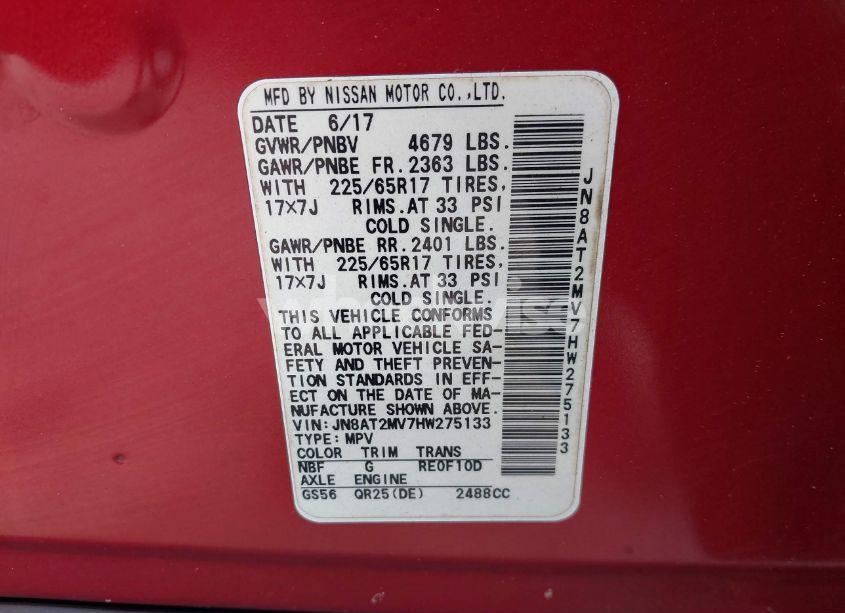 MFD BY NISSAN MOTOR CO.,LTD.
DATE 6/17
GVWR/PNBV 4679 LBS.
GAWR/PNBE FR. 2363 LBS.
WITH 225/65R17 TIRES,
17×7J RIMS.AT 33 PSI
COLD SINGLE.
GAWR/PNBE RR. 2401 LBS.
WITH 225/65R17 TIRES,
17×7J RIMS.AT 33 PSI
COLD SINGLE.
THIS VEHICLE CONFORMS
TO ALL APPLICABLE FED-
ERAL MOTOR VEHICLE SA-
FETY AND THEFT PREVEN-
TION STANDARDS IN EFF-
ECT ON THE DATE OF MA-
NUFACTURE SHOWN ABOVE.
VIN:JN8AT2MV7HW275133
TYPE:MPV
COLOR TRIM TRANS
NBF G RE0F10D
AXLE ENGINE
GS56 QR25(DE) 2488CC
JN8AT2MV7HW275133